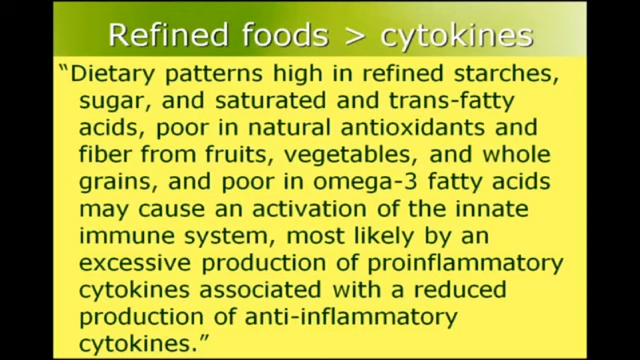 Refined foods > cytokines
“Dietary patterns high in refined starches,
sugar, and saturated and trans-fatty
acids, poor in natural antioxidants and
fiber from fruits, vegetables, and whole
grains, and poor in omega-3 fatty acids
may cause an activation of the innate
immune system, most likely by an
excessive production of proinflammatory
cytokines associated with a reduced
production of anti-inflammatory
cytokines.”